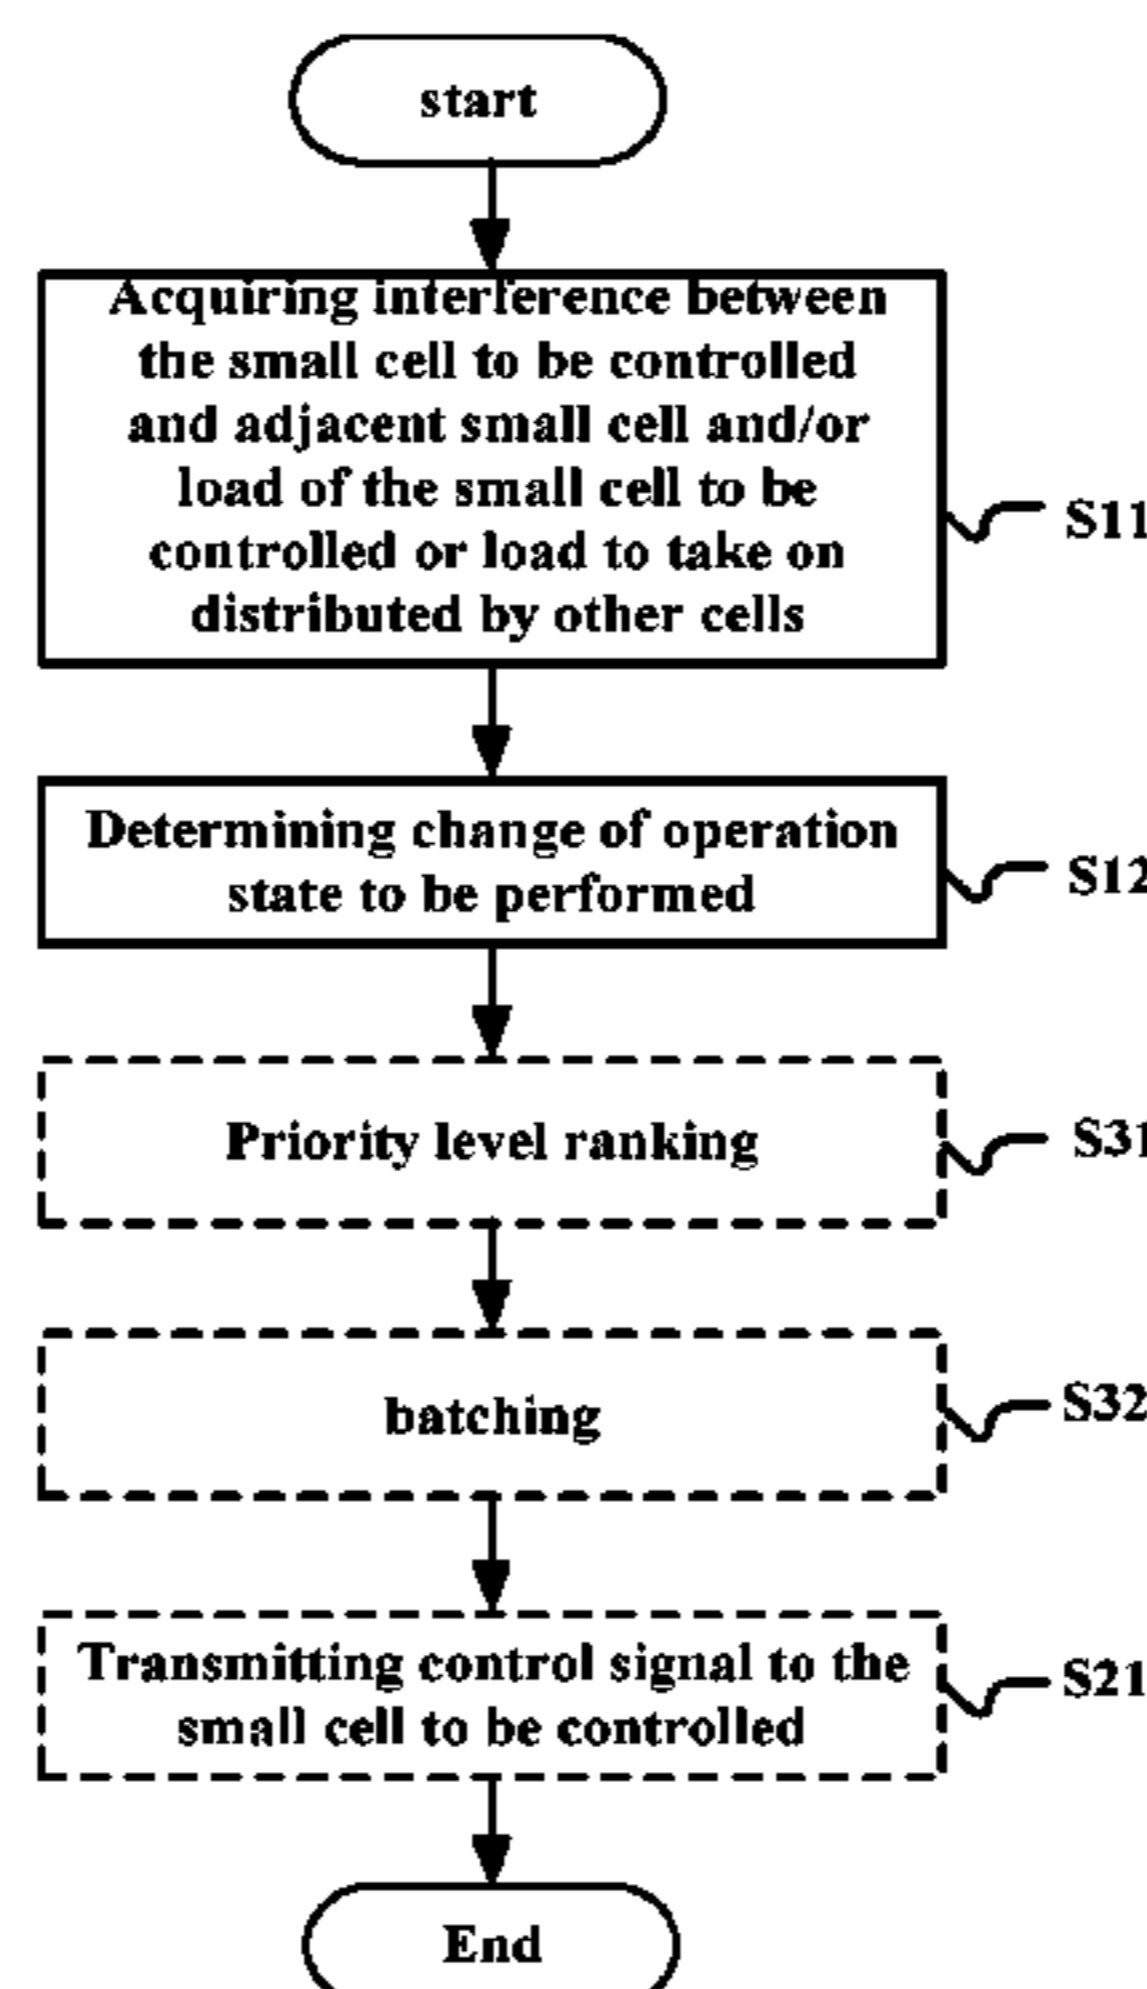 start
Acquiring interference between
the small cell to be controlled
and adjacent small cell and/or
load of the small cell to be
controlled or load to take on
distributed by other cells
S11
Determining change of operation
state to be performed
S12
Priority level ranking
S31
batching
S32
Transmitting control signal to the
small cell to be controlled
S21
End